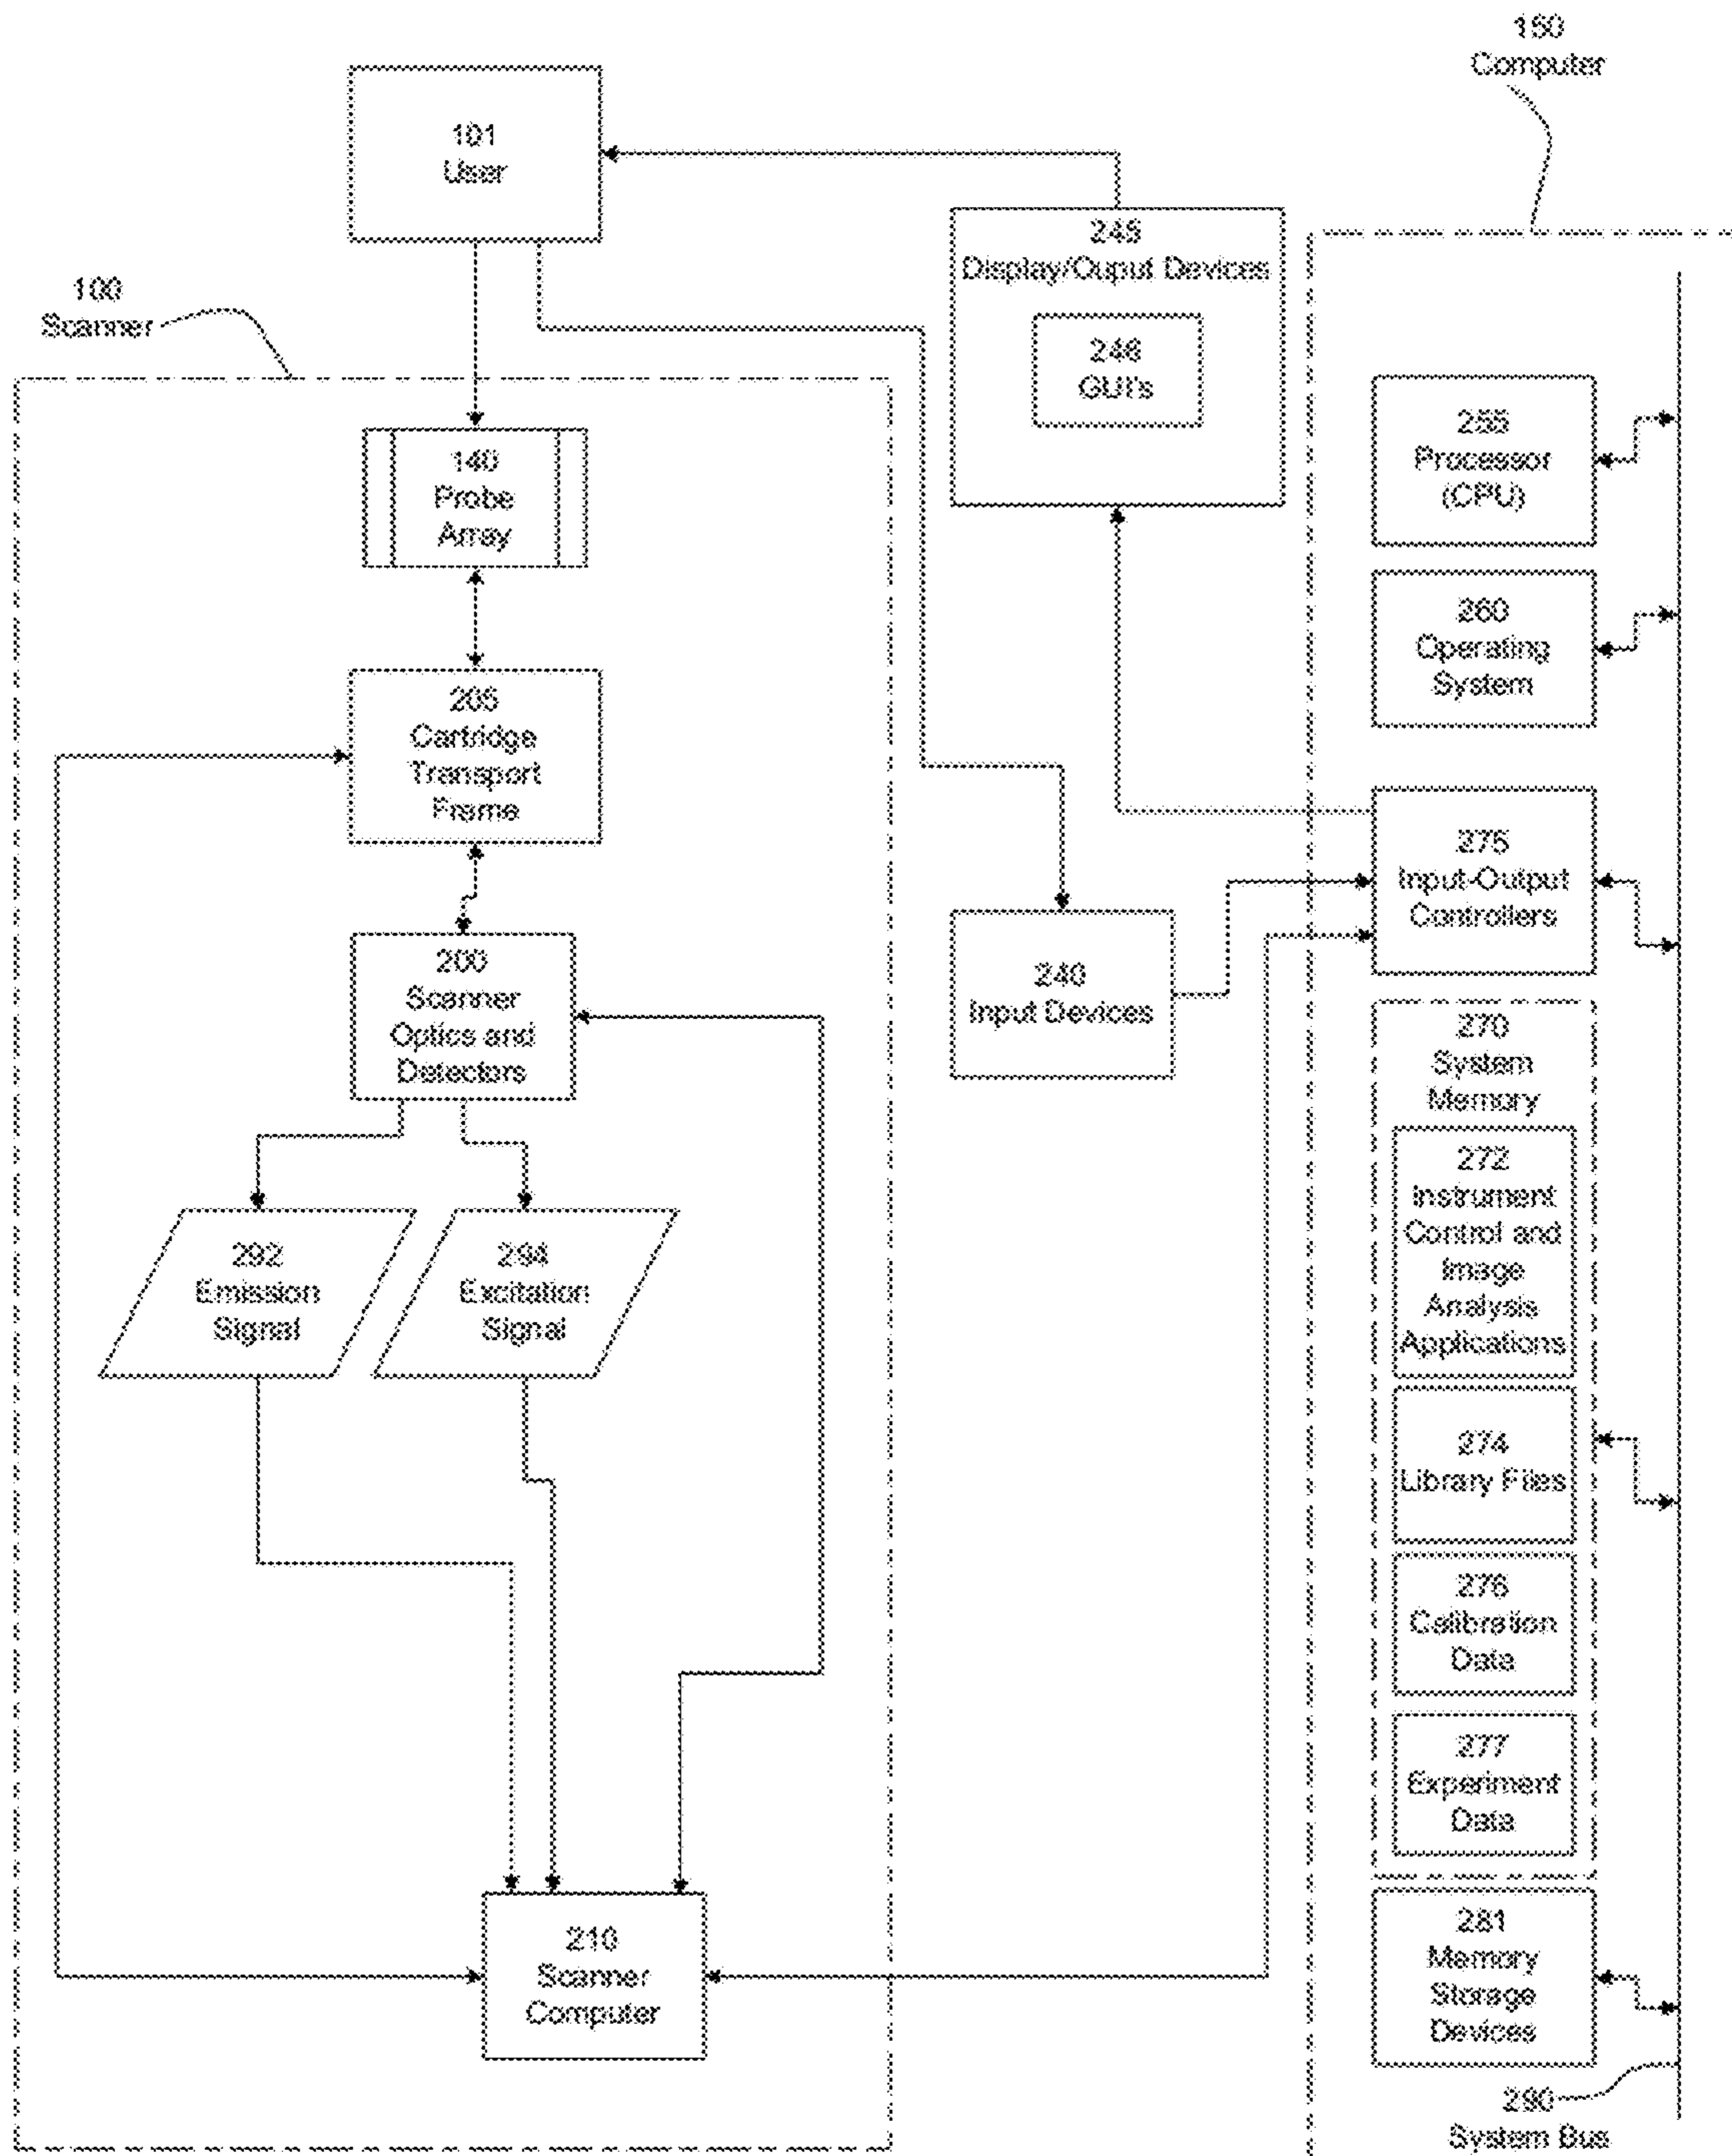 150
Computer
101
User
245
Display/Ouput Devices
246
GUI's
100
Scanner
140
Probe
Array
205
Cartridge
Transport
Frame
200
Scanner
Optics and
Detectors
292
Emission
Signal
294
Excitation
Signal
210
Scanner
Computer
240
Input Devices
255
Processor
(CPU)
260
Operating
System
275
Input-Output
Controllers
270
System
Memory
272
Instrument
Control and
Image
Analysis
Applications
274
Library Files
276
Calibration
Data
277
Experiment
Data
281
Memory
Storage
Devices
290
System Bus